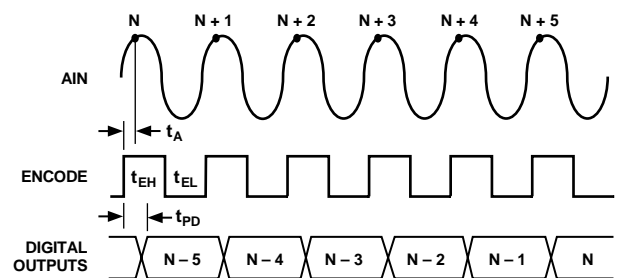 N N + 1 N + 2 N + 3 N + 4 N + 5
AIN
tA
ENCODE
tEH tEL
tPD
DIGITAL
OUTPUTS
N – 5 N – 4 N – 3 N – 2 N – 1 N